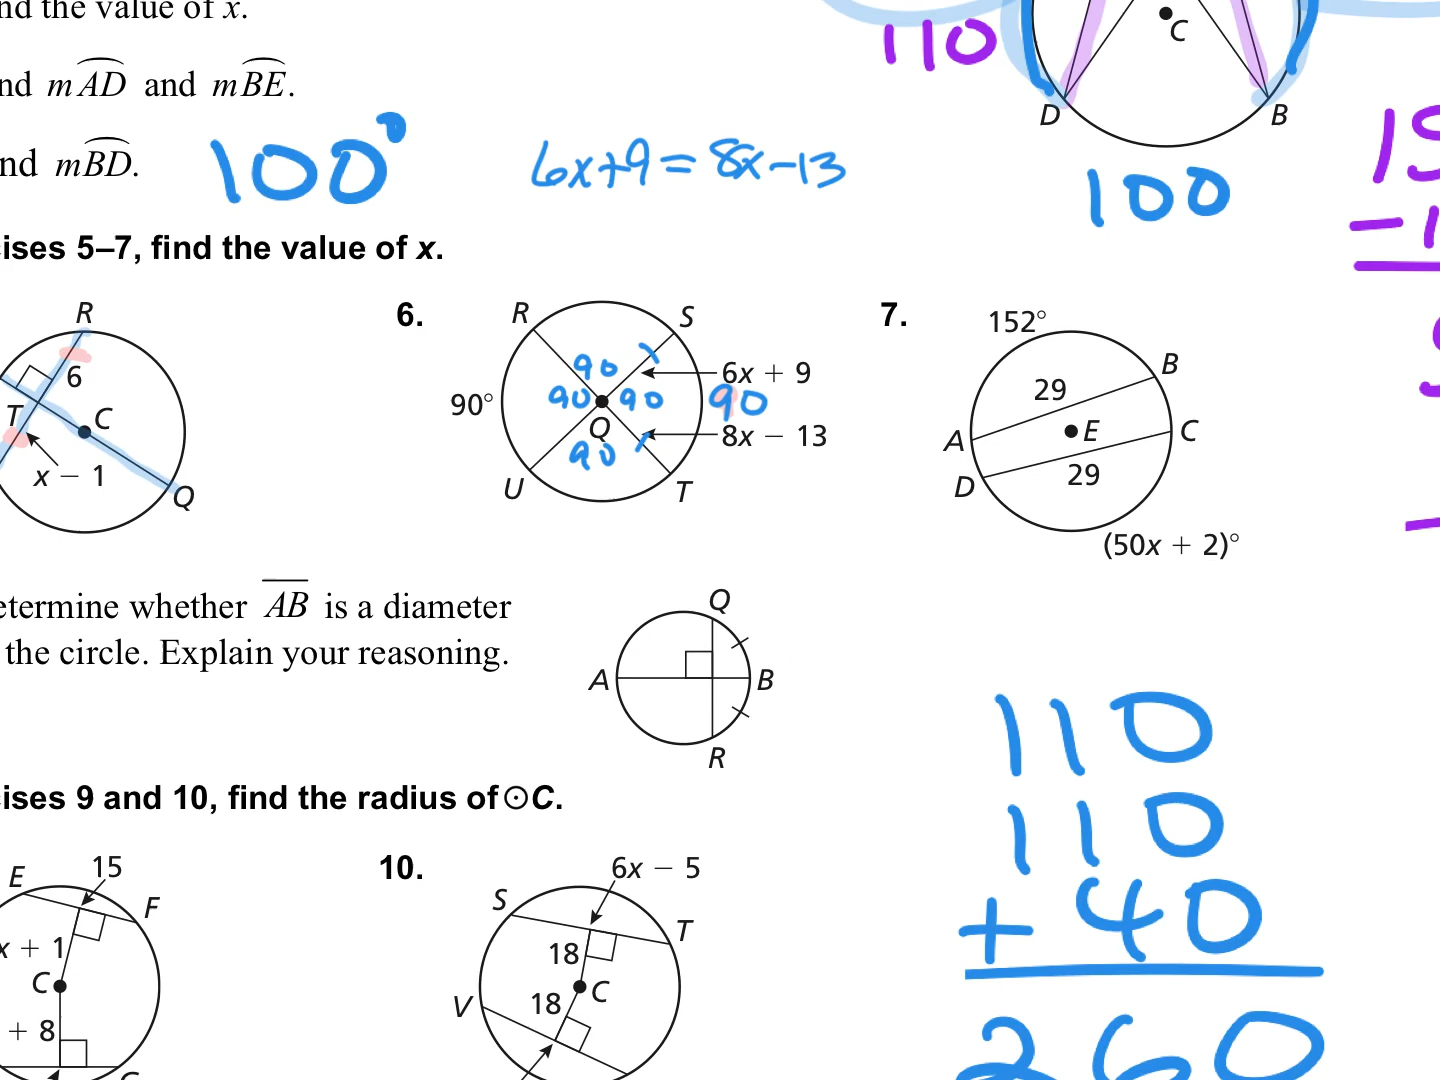 nd the value of x.
110
C
nd mAD and mBE.
D
B
nd mBD.
100°
6x+9 = 8x-13
100
- 1
ises 5–7, find the value of x.
R
6
T
C
x − 1
Q
6.
R
S
90°
90
90 90
90
Q
6x + 9
90
8x − 13
U
T
7.
152°
B
29
A
E
C
D
29
(50x + 2)°
etermine whether AB is a diameter
the circle. Explain your reasoning.
Q
A
B
R
110
110
+ 40
260
ises 9 and 10, find the radius of ⊙C.
E
15
F
x + 1
C
+ 8
10.
6x − 5
S
T
18
C
18
V